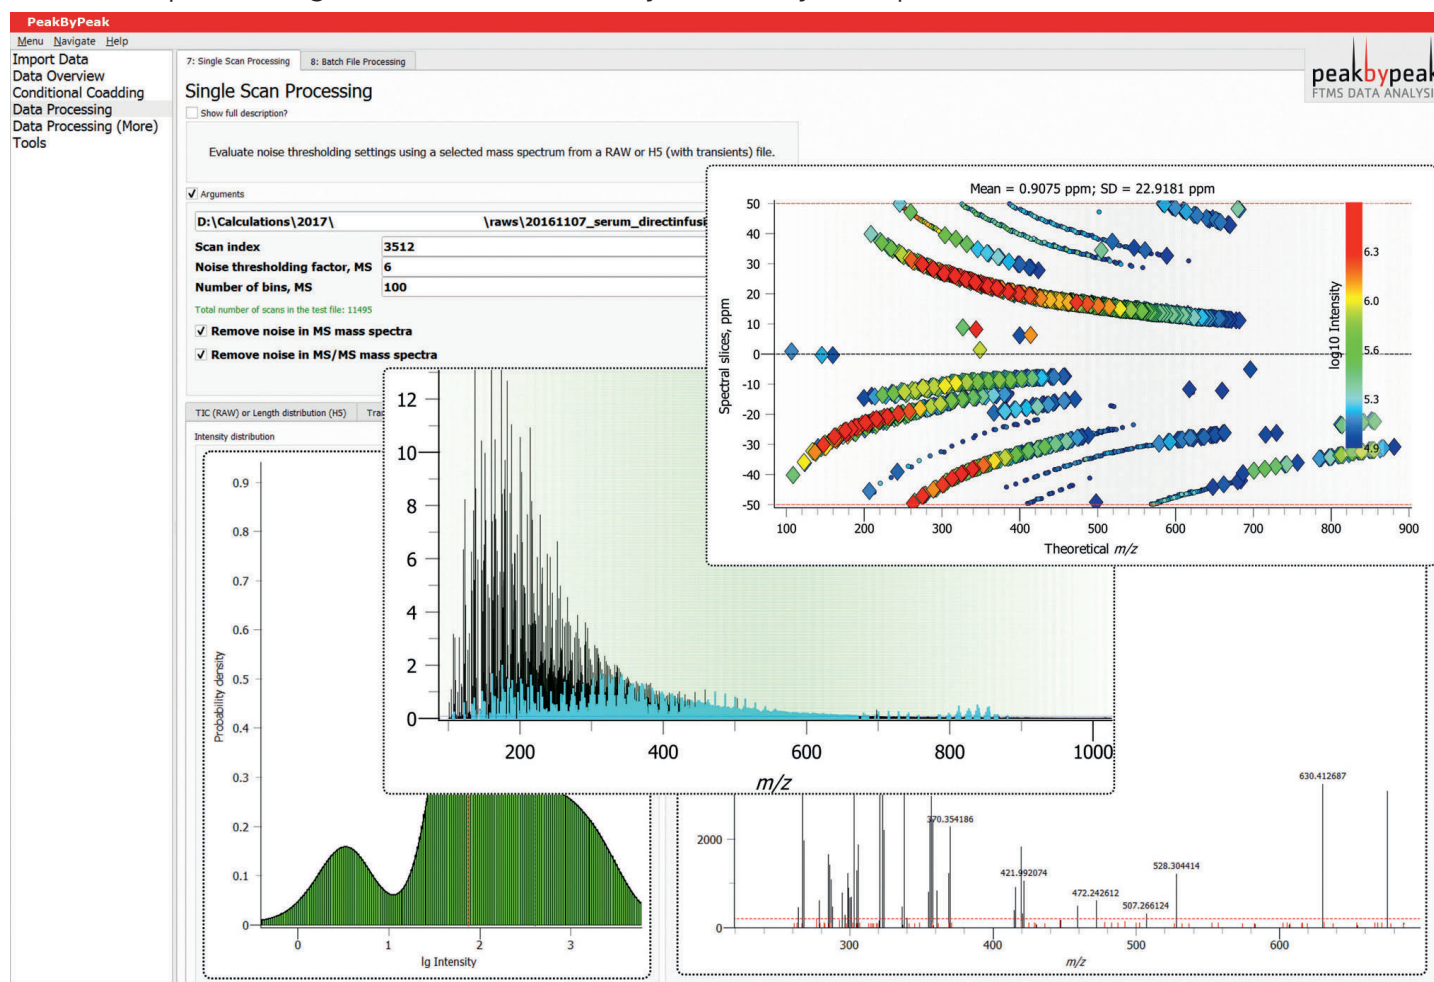 PeakByPeak
Menu Navigate Help
Import Data
Data Overview
Conditional Coadding
Data Processing
Data Processing (More)
Tools
7: Single Scan Processing
8: Batch File Processing
peakbypeak
FTMS DATA ANALYSI
Single Scan Processing
Show full description?
Evaluate noise thresholding settings using a selected mass spectrum from a RAW or H5 (with transients) file.
Arguments
D:\Calculations\2017\ \raws\20161107_serum_directinfusi
Scan index 3512
Noise thresholding factor, MS 6
Number of bins, MS 100
Total number of scans in the test file: 11495
Remove noise in MS mass spectra
Remove noise in MS/MS mass spectra
TIC (RAW) or Length distribution (H5)
Intensity distribution
Mean = 0.9075 ppm; SD = 22.9181 ppm
Spectral slices, ppm
50
40
30
20
10
0
-10
-20
-30
-40
-50
100 200 300 400 500 600 700 800 900
Theoretical m/z
log10 Intensity
6.3
6.0
5.6
5.3
4.9
12
10
8
6
4
2
0
200 400 600 800 1000
m/z
Probability density
0.9
0.8
0.7
0.6
0.5
0.4
0.3
0.2
0.1
0
0 1 2 3
lg Intensity
2000
0
370.354186
421.992074
472.242612
507.266124
528.304414
630.412687
300 400 500 600
m/z